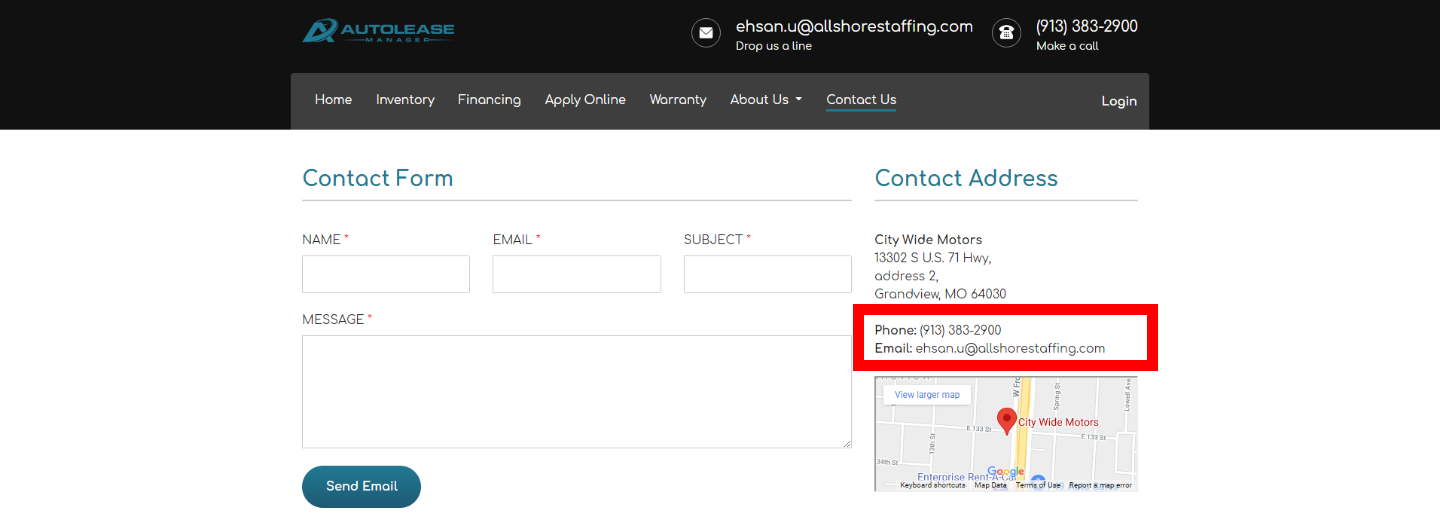 AUTOLEASE
MANAGER
ehsan.u@allshorestaffing.com
Drop us a line
(913) 383-2900
Make a call
Home Inventory Financing Apply Online Warranty About Us Contact Us Login
Contact Form
NAME * EMAIL * SUBJECT *
MESSAGE *
Send Email
Contact Address
City Wide Motors
13302 S U.S. 71 Hwy,
address 2,
Grandview, MO 64030
Phone: (913) 383-2900
Email: ehsan.u@allshorestaffing.com
View larger map
W Fro
Spring St
Lowell Ave
City Wide Motors
E 133 St
E 133 St
13th St
34th St
Google
Enterprise Rent-A-Car
Keyboard shortcuts Map Data Terms of Use Report a map error